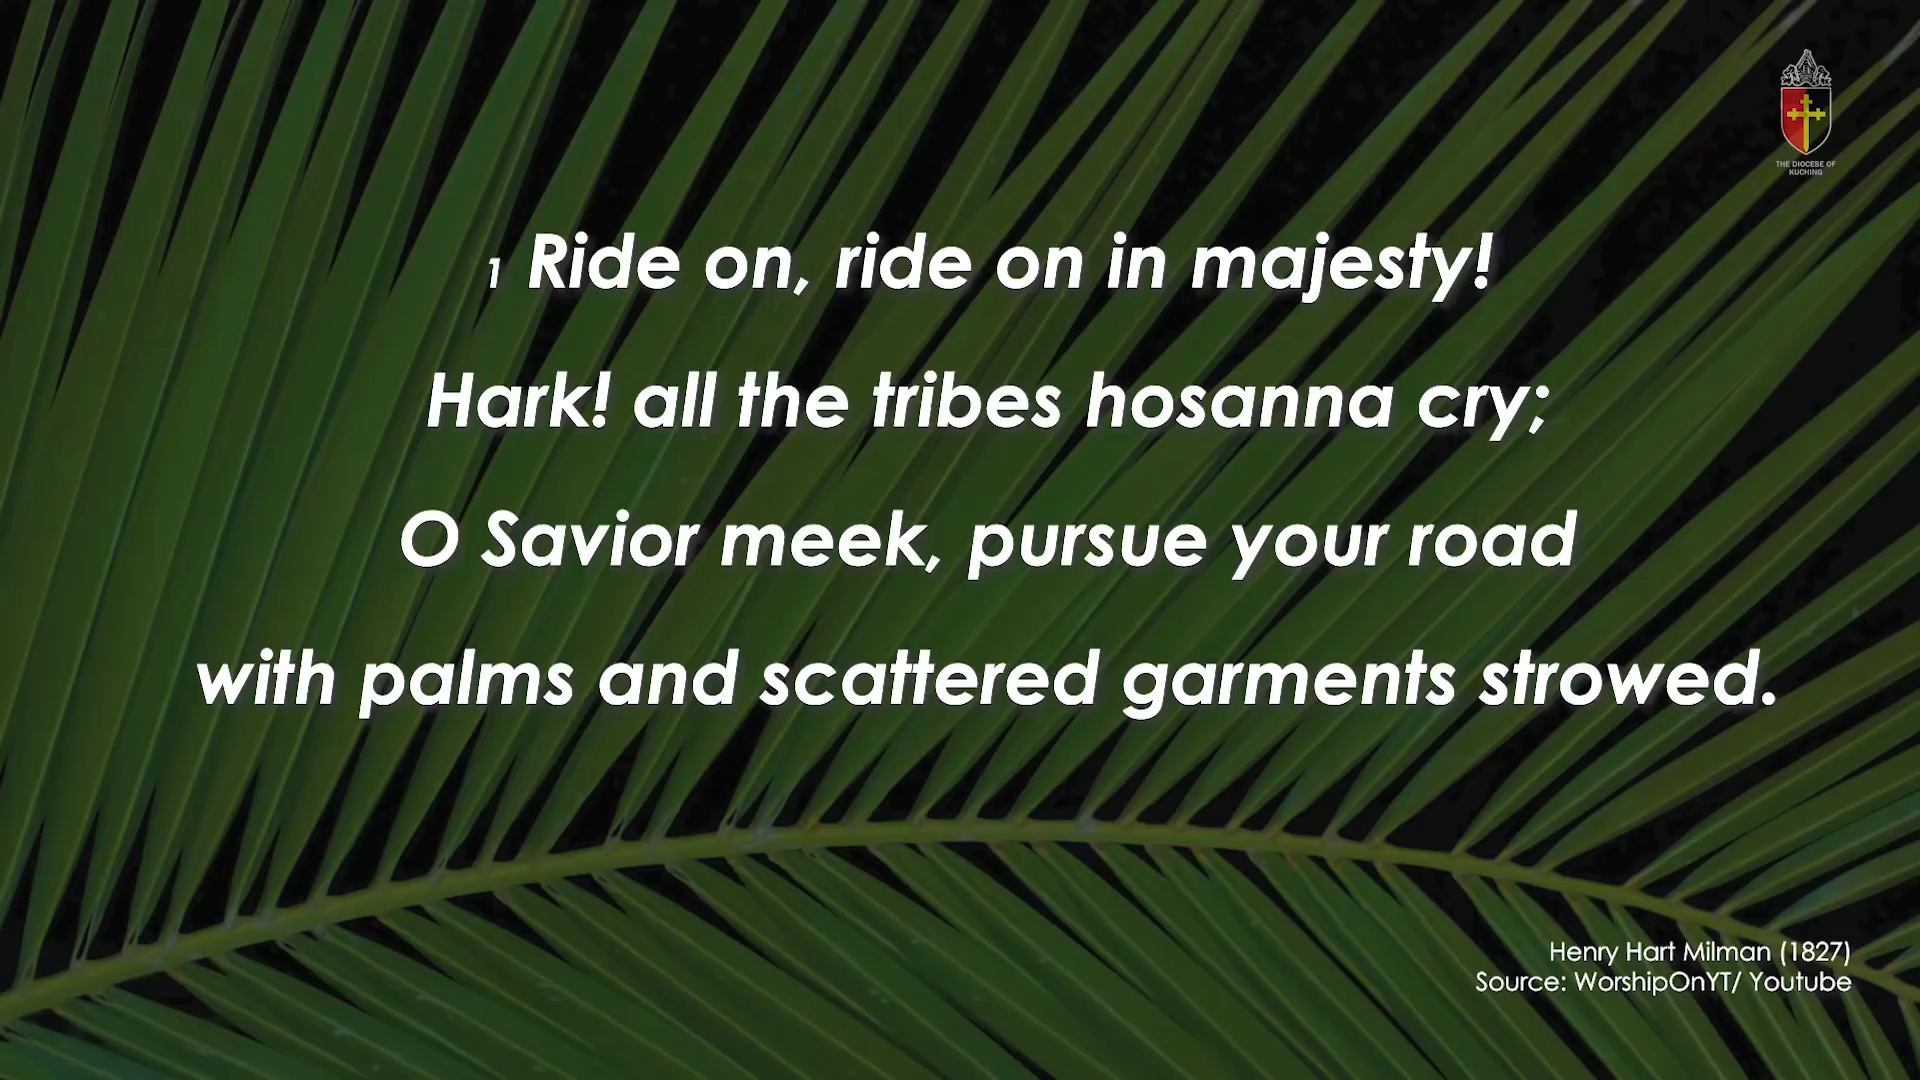 THE DIOCESE OF
KUCHING
1 Ride on, ride on in majesty!
Hark! all the tribes hosanna cry;
O Savior meek, pursue your road
with palms and scattered garments strowed.
Henry Hart Milman (1827)
Source: WorshipOnYT/ Youtube